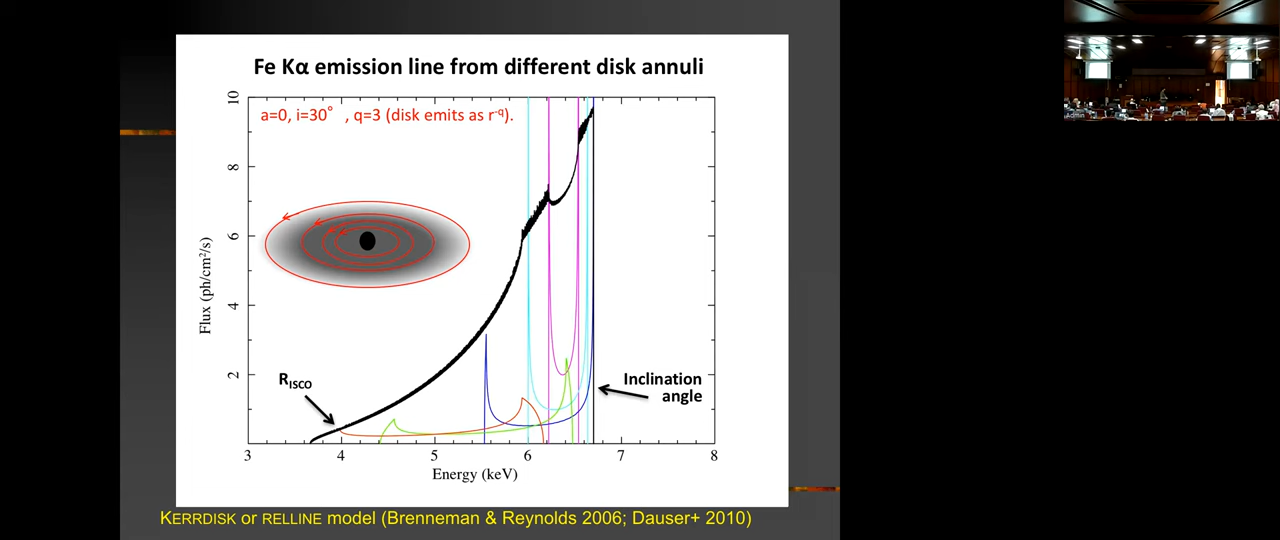 Fe Kα emission line from different disk annuli
a=0, i=30° , q=3 (disk emits as r-q).
10
8
6
4
2
Flux (ph/cm²/s)
RISCO
Inclination
angle
3 4 5 6 7 8
Energy (keV)
KERRDISK or RELLINE model (Brenneman & Reynolds 2006; Dauser+ 2010)